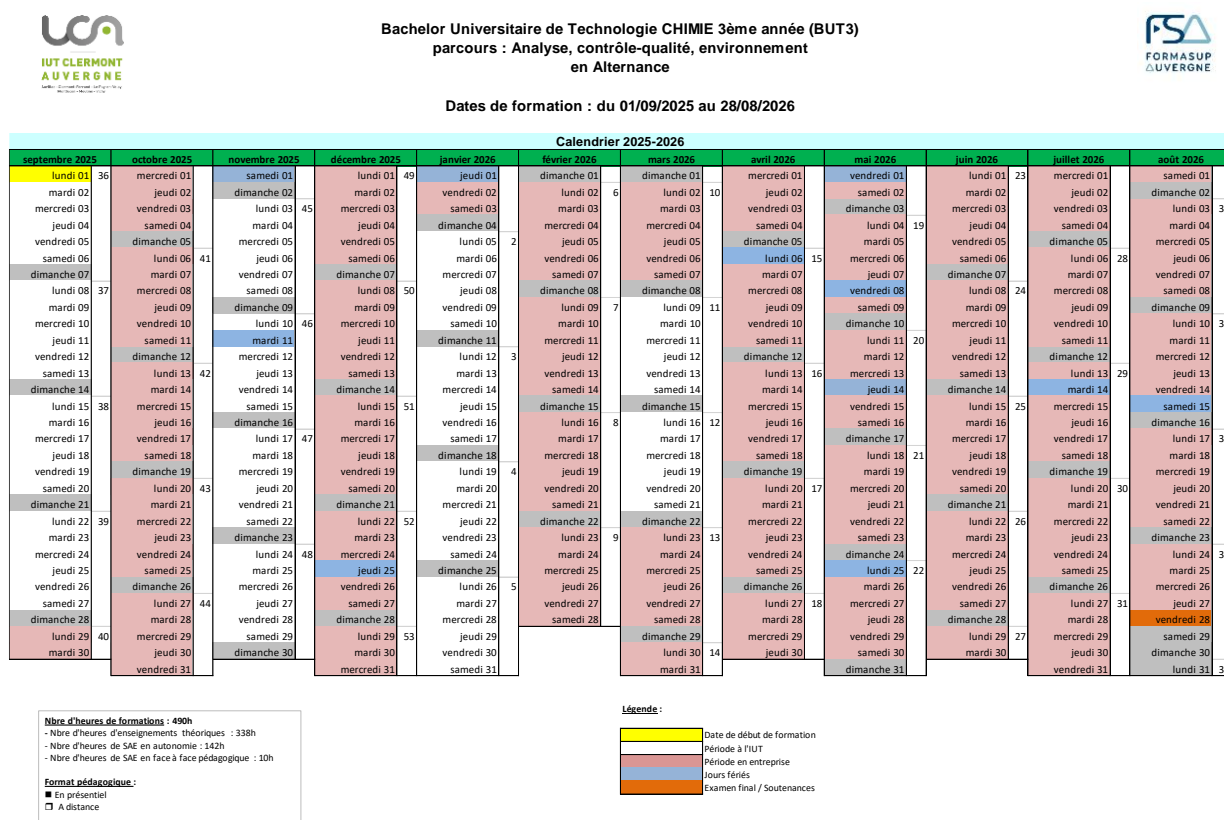 UCA
IUT CLERMONT
AUVERGNE
Bachelor Universitaire de Technologie CHIMIE 3ème année (BUT3)
parcours : Analyse, contrôle-qualité, environnement
en Alternance
FSA
FORMASUP
AUVERGNE
Dates de formation : du 01/09/2025 au 28/08/2026
Calendrier 2025-2026
septembre 2025 octobre 2025 novembre 2025 décembre 2025 janvier 2026 février 2026 mars 2026 avril 2026 mai 2026 juin 2026 juillet 2026 août 2026
lundi 01 36 mercredi 01 samedi 01 lundi 01 49 jeudi 01 dimanche 01 dimanche 01 mercredi 01 vendredi 01 lundi 01 23 mercredi 01 samedi 01
mardi 02 jeudi 02 dimanche 02 mardi 02 vendredi 02 lundi 02 6 lundi 02 10 jeudi 02 samedi 02 mardi 02 jeudi 02 dimanche 02
mercredi 03 vendredi 03 lundi 03 45 mercredi 03 samedi 03 mardi 03 mardi 03 vendredi 03 dimanche 03 mercredi 03 vendredi 03 lundi 03 3
jeudi 04 samedi 04 mardi 04 jeudi 04 dimanche 04 mercredi 04 mercredi 04 samedi 04 lundi 04 19 jeudi 04 samedi 04 mardi 04
vendredi 05 dimanche 05 mercredi 05 vendredi 05 lundi 05 2 jeudi 05 jeudi 05 dimanche 05 mardi 05 vendredi 05 dimanche 05 mercredi 05
samedi 06 lundi 06 41 jeudi 06 samedi 06 mardi 06 vendredi 06 vendredi 06 lundi 06 15 mercredi 06 samedi 06 lundi 06 28 jeudi 06
dimanche 07 mardi 07 vendredi 07 dimanche 07 mercredi 07 samedi 07 samedi 07 mardi 07 jeudi 07 dimanche 07 mardi 07 vendredi 07
lundi 08 37 mercredi 08 samedi 08 lundi 08 50 jeudi 08 dimanche 08 dimanche 08 mercredi 08 vendredi 08 lundi 08 24 mercredi 08 samedi 08
mardi 09 jeudi 09 dimanche 09 mardi 09 vendredi 09 lundi 09 7 lundi 09 11 jeudi 09 samedi 09 mardi 09 jeudi 09 dimanche 09
mercredi 10 vendredi 10 lundi 10 46 mercredi 10 samedi 10 mardi 10 mardi 10 vendredi 10 dimanche 10 mercredi 10 vendredi 10 lundi 10 3
jeudi 11 samedi 11 mardi 11 jeudi 11 dimanche 11 mercredi 11 mercredi 11 samedi 11 lundi 11 20 jeudi 11 samedi 11 mardi 11
vendredi 12 dimanche 12 mercredi 12 vendredi 12 lundi 12 3 jeudi 12 jeudi 12 dimanche 12 mardi 12 vendredi 12 dimanche 12 mercredi 12
samedi 13 lundi 13 42 jeudi 13 samedi 13 mardi 13 vendredi 13 vendredi 13 lundi 13 16 mercredi 13 samedi 13 lundi 13 29 jeudi 13
dimanche 14 mardi 14 vendredi 14 dimanche 14 mercredi 14 samedi 14 samedi 14 mardi 14 jeudi 14 dimanche 14 mardi 14 vendredi 14
lundi 15 38 mercredi 15 samedi 15 lundi 15 51 jeudi 15 dimanche 15 dimanche 15 mercredi 15 vendredi 15 lundi 15 25 mercredi 15 samedi 15
mardi 16 jeudi 16 dimanche 16 mardi 16 vendredi 16 lundi 16 8 lundi 16 12 jeudi 16 samedi 16 mardi 16 jeudi 16 dimanche 16
mercredi 17 vendredi 17 lundi 17 47 mercredi 17 samedi 17 mardi 17 mardi 17 vendredi 17 dimanche 17 mercredi 17 vendredi 17 lundi 17 3
jeudi 18 samedi 18 mardi 18 jeudi 18 dimanche 18 mercredi 18 mercredi 18 samedi 18 lundi 18 21 jeudi 18 samedi 18 mardi 18
vendredi 19 dimanche 19 mercredi 19 vendredi 19 lundi 19 4 jeudi 19 jeudi 19 dimanche 19 mardi 19 vendredi 19 dimanche 19 mercredi 19
samedi 20 lundi 20 43 jeudi 20 samedi 20 mardi 20 vendredi 20 vendredi 20 lundi 20 17 mercredi 20 samedi 20 lundi 20 30 jeudi 20
dimanche 21 mardi 21 vendredi 21 dimanche 21 mercredi 21 samedi 21 samedi 21 mardi 21 jeudi 21 dimanche 21 mardi 21 vendredi 21
lundi 22 39 mercredi 22 samedi 22 lundi 22 52 jeudi 22 dimanche 22 dimanche 22 mercredi 22 vendredi 22 lundi 22 26 mercredi 22 samedi 22
mardi 23 jeudi 23 dimanche 23 mardi 23 vendredi 23 lundi 23 9 lundi 23 13 jeudi 23 samedi 23 mardi 23 jeudi 23 dimanche 23
mercredi 24 vendredi 24 lundi 24 48 mercredi 24 samedi 24 mardi 24 mardi 24 vendredi 24 dimanche 24 mercredi 24 vendredi 24 lundi 24 3
jeudi 25 samedi 25 mardi 25 jeudi 25 dimanche 25 mercredi 25 mercredi 25 samedi 25 lundi 25 22 jeudi 25 samedi 25 mardi 25
vendredi 26 dimanche 26 mercredi 26 vendredi 26 lundi 26 5 jeudi 26 jeudi 26 dimanche 26 mardi 26 vendredi 26 dimanche 26 mercredi 26
samedi 27 lundi 27 44 jeudi 27 samedi 27 mardi 27 vendredi 27 vendredi 27 lundi 27 18 mercredi 27 samedi 27 lundi 27 31 jeudi 27
dimanche 28 mardi 28 vendredi 28 dimanche 28 mercredi 28 samedi 28 samedi 28 mardi 28 jeudi 28 dimanche 28 mardi 28 vendredi 28
lundi 29 40 mercredi 29 samedi 29 lundi 29 53 jeudi 29 dimanche 29 mercredi 29 vendredi 29 lundi 29 27 mercredi 29 samedi 29
mardi 30 jeudi 30 dimanche 30 mardi 30 vendredi 30 lundi 30 14 jeudi 30 samedi 30 mardi 30 jeudi 30 dimanche 30
vendredi 31 mercredi 31 samedi 31 mardi 31 dimanche 31 vendredi 31 lundi 31 3
Nbre d'heures de formations : 490h
- Nbre d'heures d'enseignements théoriques : 338h
- Nbre d'heures de SAE en autonomie : 142h
- Nbre d'heures de SAE en face à face pédagogique : 10h
Format pédagogique :
■ En présentiel
❒ A distance
Légende :
Date de début de formation
Période à l'IUT
Période en entreprise
Jours fériés
Examen final / Soutenances